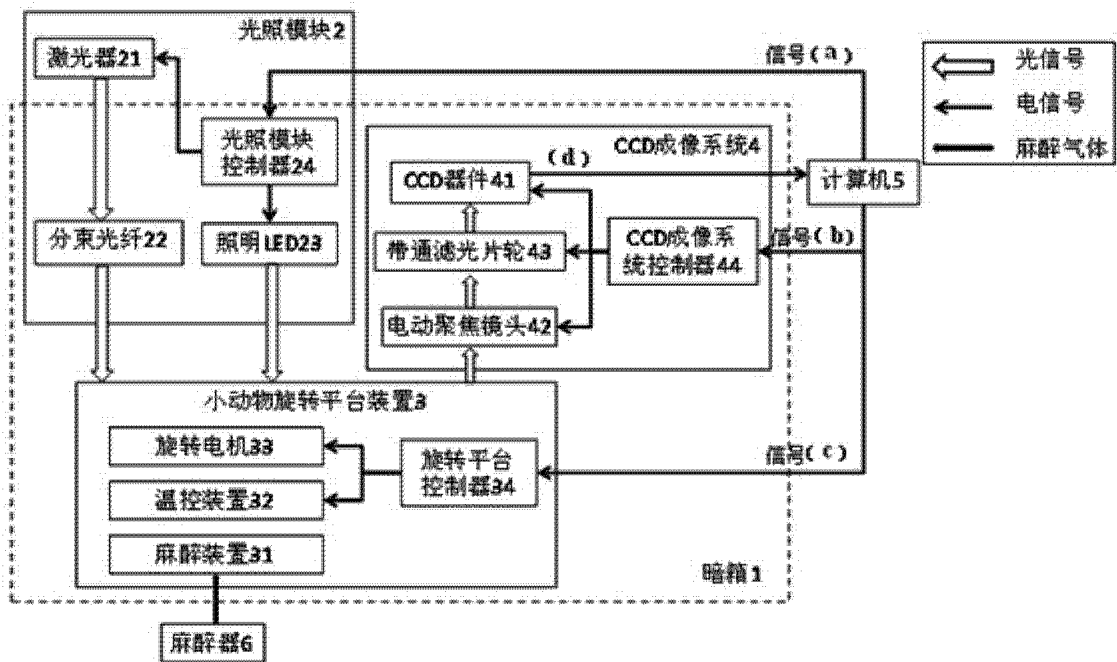 光照模块2
激光器21
光照模块
控制器24
分束光纤22
照明LED23
信号(a)
光信号
电信号
麻醉气体
CCD成像系统4
(d)
CCD器件41
计算机5
带通滤光片轮43
CCD成像系
统控制器44
信号(b)
电动聚焦镜头42
小动物旋转平台装置3
旋转电机33
旋转平台
控制器34
信号(c)
温控装置32
麻醉装置31
暗箱1
麻醉器6